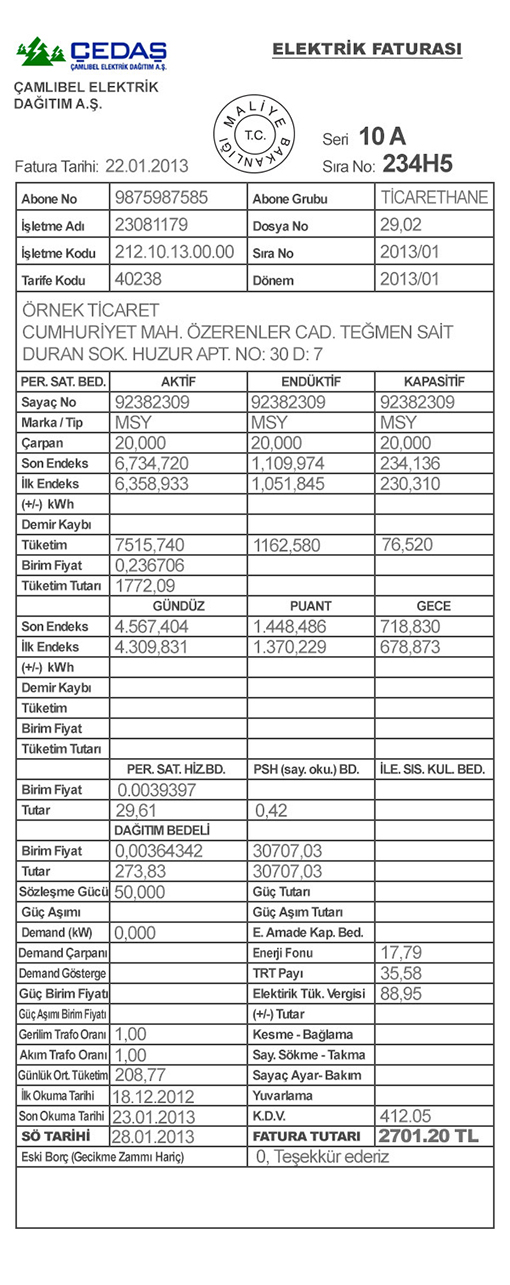 ÇEDAŞ
ÇAMLIBEL ELEKTRİK DAĞITIM A.Ş.
ELEKTRİK FATURASI
ÇAMLIBEL ELEKTRİK
DAĞITIM A.Ş.
MALİYE BAKANLIĞI
T.C.
Seri 10 A
Fatura Tarihi: 22.01.2013 Sıra No: 234H5
Abone No 9875987585 Abone Grubu TİCARETHANE
İşletme Adı 23081179 Dosya No 29,02
İşletme Kodu 212.10.13.00.00 Sıra No 2013/01
Tarife Kodu 40238 Dönem 2013/01
ÖRNEK TİCARET
CUMHURİYET MAH. ÖZERENLER CAD. TEĞMEN SAİT
DURAN SOK. HUZUR APT. NO: 30 D: 7
PER. SAT. BED. AKTİF ENDÜKTİF KAPASİTİF
Sayaç No 92382309 92382309 92382309
Marka / Tip MSY MSY MSY
Çarpan 20,000 20,000 20,000
Son Endeks 6,734,720 1,109,974 234,136
İlk Endeks 6,358,933 1,051,845 230,310
(+/-) kWh
Demir Kaybı
Tüketim 7515,740 1162,580 76,520
Birim Fiyat 0,236706
Tüketim Tutarı 1772,09
GÜNDÜZ PUANT GECE
Son Endeks 4.567,404 1.448,486 718,830
İlk Endeks 4.309,831 1.370,229 678,873
(+/-) kWh
Demir Kaybı
Tüketim
Birim Fiyat
Tüketim Tutarı
PER. SAT. HİZ.BD. PSH (say. oku.) BD. İLE. SIS. KUL. BED.
Birim Fiyat 0.0039397
Tutar 29,61 0,42
DAĞITIM BEDELİ
Birim Fiyat 0,00364342 30707,03
Tutar 273,83 30707,03
Sözleşme Gücü 50,000 Güç Tutarı
Güç Aşımı Güç Aşım Tutarı
Demand (kW) 0,000 E. Amade Kap. Bed.
Demand Çarpanı Enerji Fonu 17,79
Demand Gösterge TRT Payı 35,58
Güç Birim Fiyatı Elektirik Tük. Vergisi 88,95
Güç Aşımı Birim Fiyatı (+/-) Tutar
Gerilim Trafo Oranı 1,00 Kesme - Bağlama
Akım Trafo Oranı 1,00 Say. Sökme - Takma
Günlük Ort. Tüketim 208,77 Sayaç Ayar- Bakım
İlk Okuma Tarihi 18.12.2012 Yuvarlama
Son Okuma Tarihi 23.01.2013 K.D.V. 412.05
SÖ TARİHİ 28.01.2013 FATURA TUTARI 2701.20 TL
Eski Borç (Gecikme Zammı Hariç) 0, Teşekkür ederiz